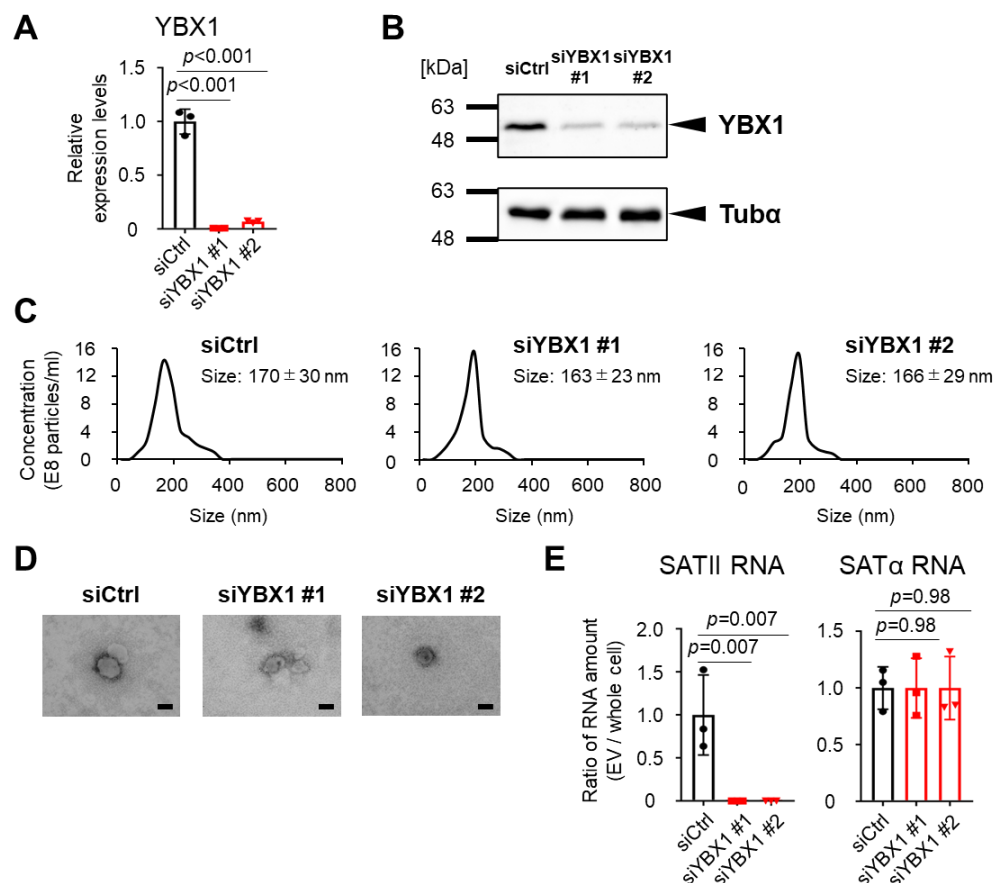 A
YBX1
p<0.001
p<0.001
1.5
1.0
0.5
0
Relative
expression levels
siCtrl
siYBX1 #1
siYBX1 #2
B
[kDa]
siCtrl
siYBX1
#1
siYBX1
#2
63
48
YBX1
63
48
Tubα
C
Concentration
(E8 particles/ml)
siCtrl
Size: 170 ± 30 nm
16
12
8
4
0
0
200
400
600
800
Size (nm)
siYBX1 #1
Size: 163 ± 23 nm
16
12
8
4
0
0
200
400
600
800
Size (nm)
siYBX1 #2
Size: 166 ± 29 nm
16
12
8
4
0
0
200
400
600
800
Size (nm)
D
siCtrl
siYBX1 #1
siYBX1 #2
E
Ratio of RNA amount
(EV / whole cell)
SATII RNA
p=0.007
p=0.007
2.0
1.5
1.0
0.5
0
siCtrl
siYBX1 #1
siYBX1 #2
SATα RNA
p=0.98
p=0.98
1.5
1.0
0.5
0
siCtrl
siYBX1 #1
siYBX1 #2